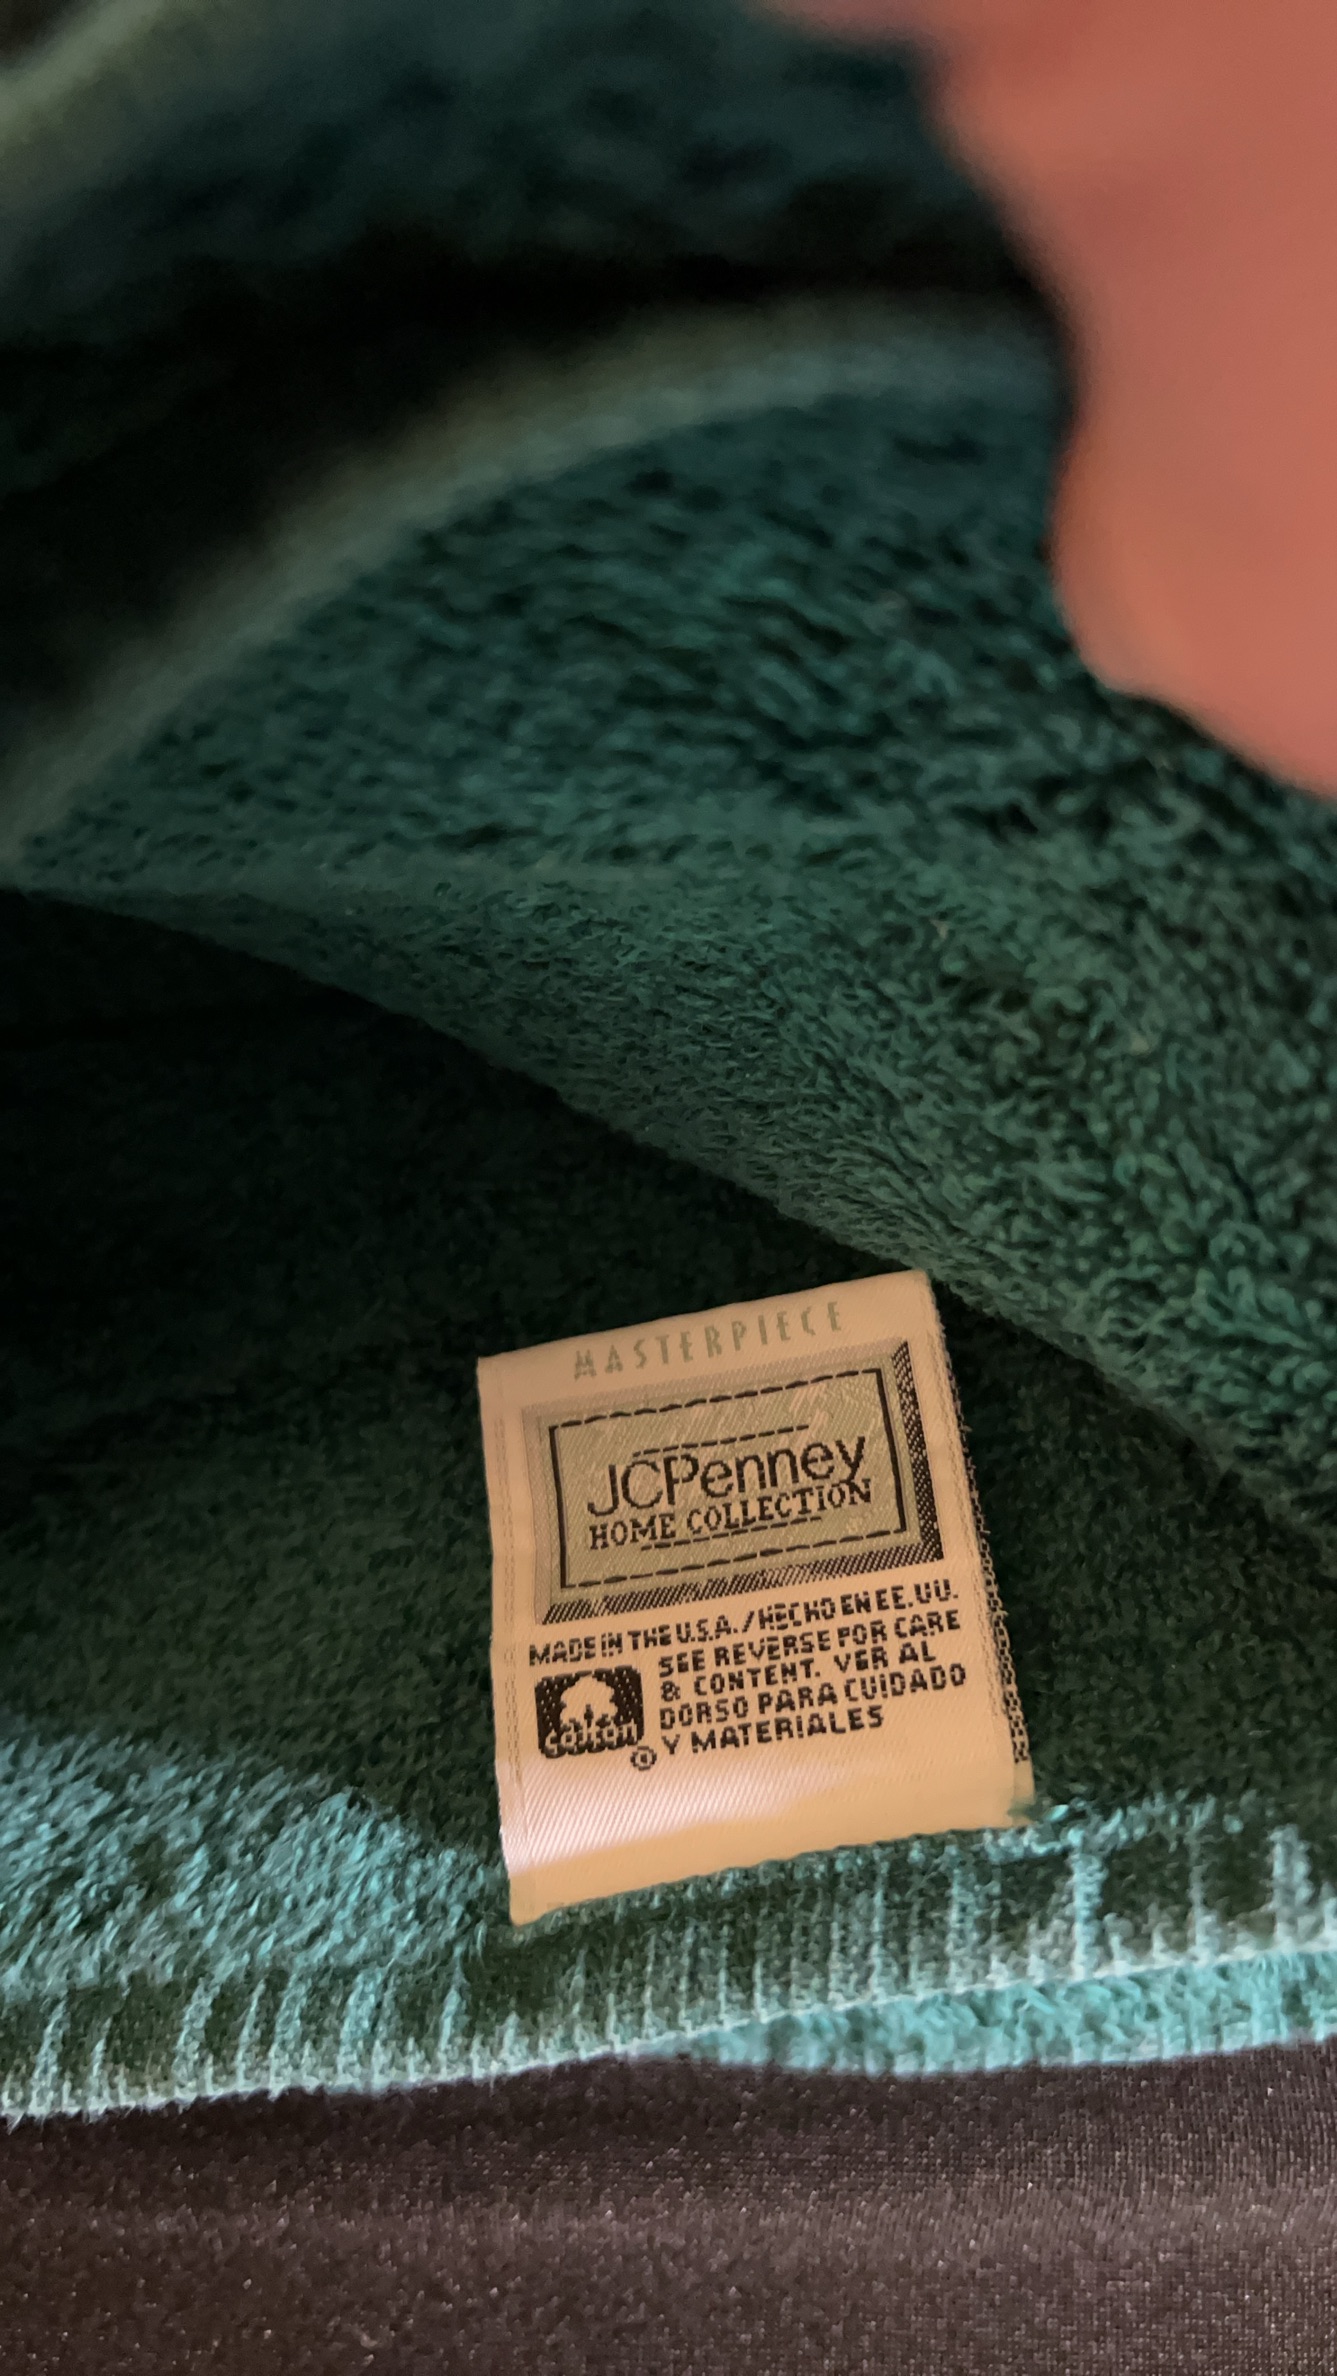 MASTERPIECE
JCPenney
HOME COLLECTION
MADE IN THE U.S.A./HECHO EN EE.UU.
SEE REVERSE FOR CARE
& CONTENT. VER AL
DORSO PARA CUIDADO
Y MATERIALES
cotton
®